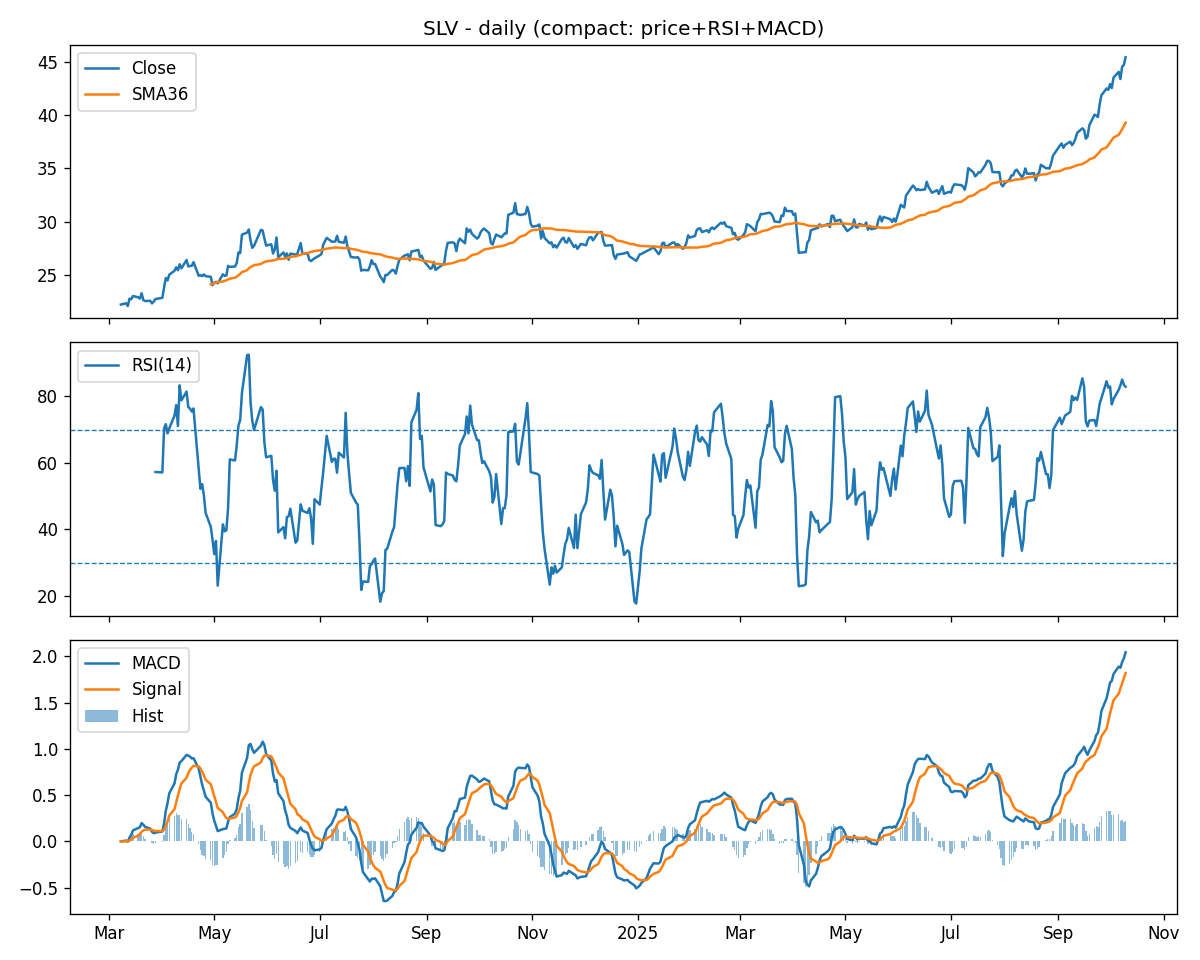 SLV - daily (compact: price+RSI+MACD)
Close
SMA36
45
40
35
30
25
RSI(14)
80
60
40
20
MACD
Signal
Hist
2.0
1.5
1.0
0.5
0.0
−0.5
Mar May Jul Sep Nov 2025 Mar May Jul Sep Nov